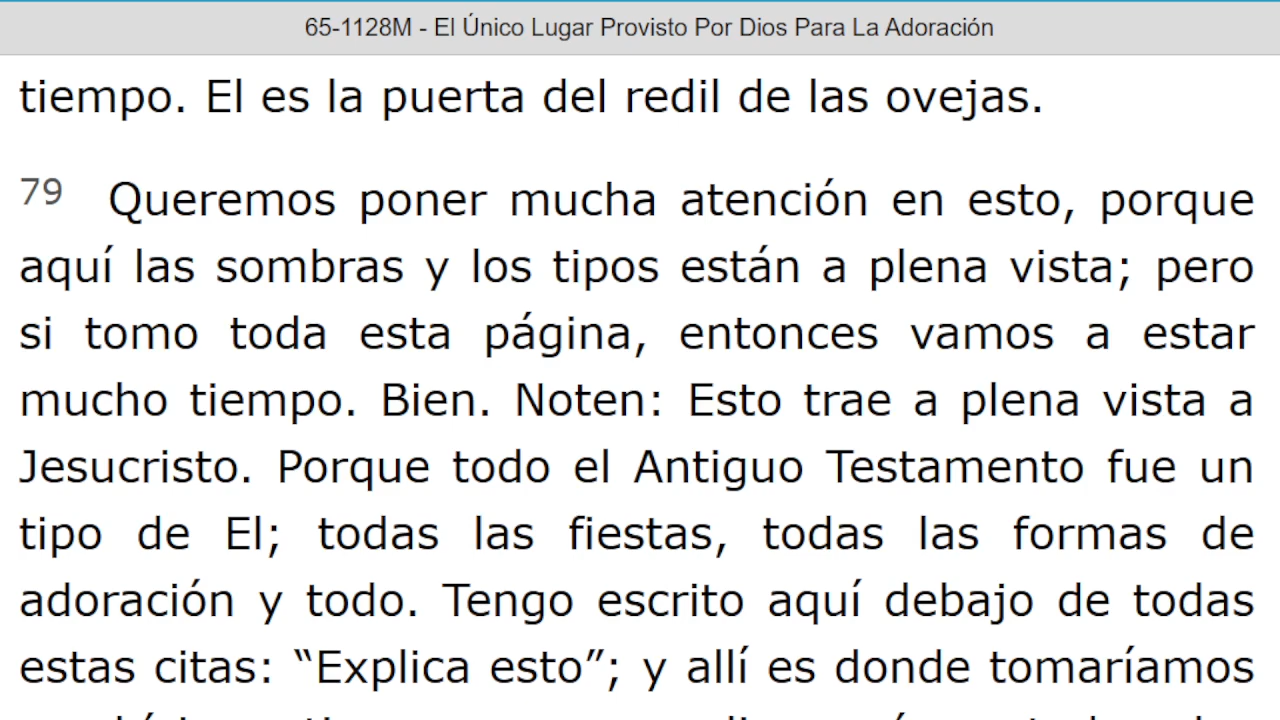 65-1128M - El Único Lugar Provisto Por Dios Para La Adoración
tiempo. El es la puerta del redil de las ovejas.
79 Queremos poner mucha atención en esto, porque
aquí las sombras y los tipos están a plena vista; pero
si tomo toda esta página, entonces vamos a estar
mucho tiempo. Bien. Noten: Esto trae a plena vista a
Jesucristo. Porque todo el Antiguo Testamento fue un
tipo de El; todas las fiestas, todas las formas de
adoración y todo. Tengo escrito aquí debajo de todas
estas citas: “Explica esto”; y allí es donde tomaríamos